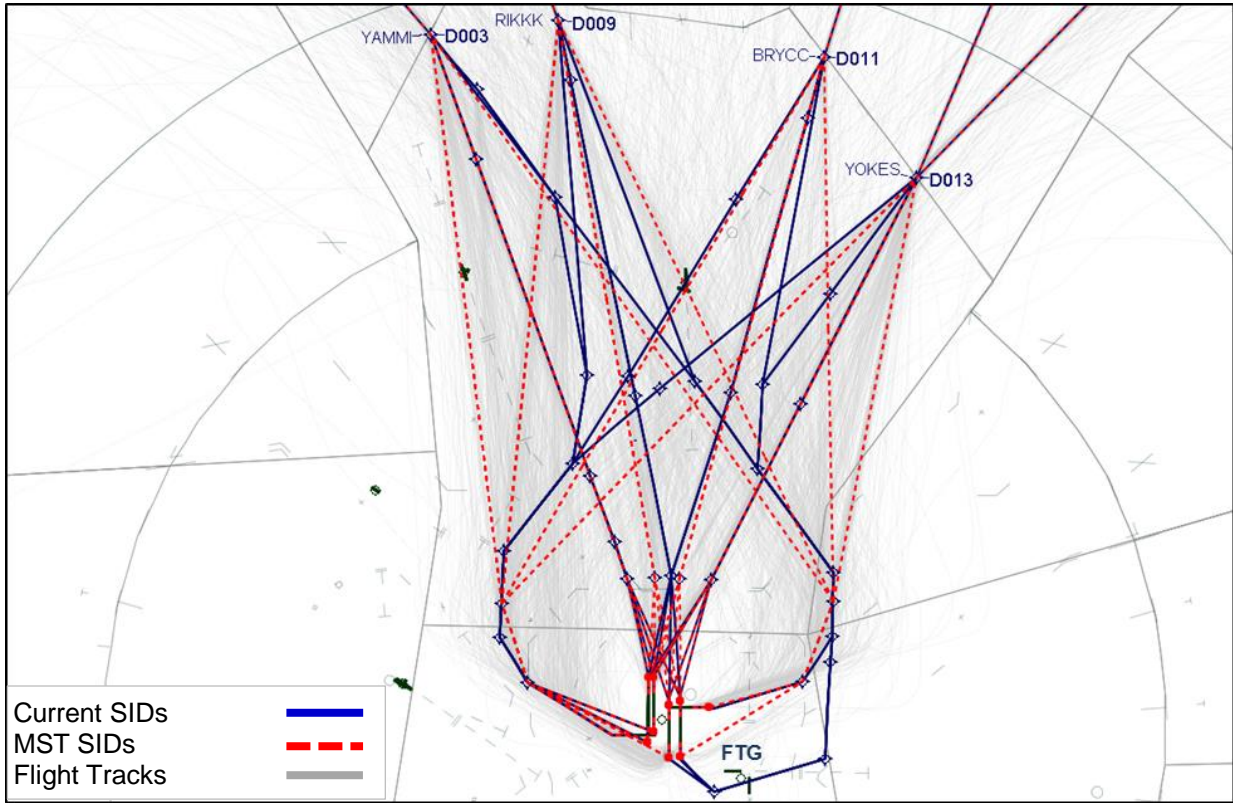 RIKKK D009
YAMMI D003
BRYCC D011
YOKES D013
FTG
Current SIDs
MST SIDs
Flight Tracks